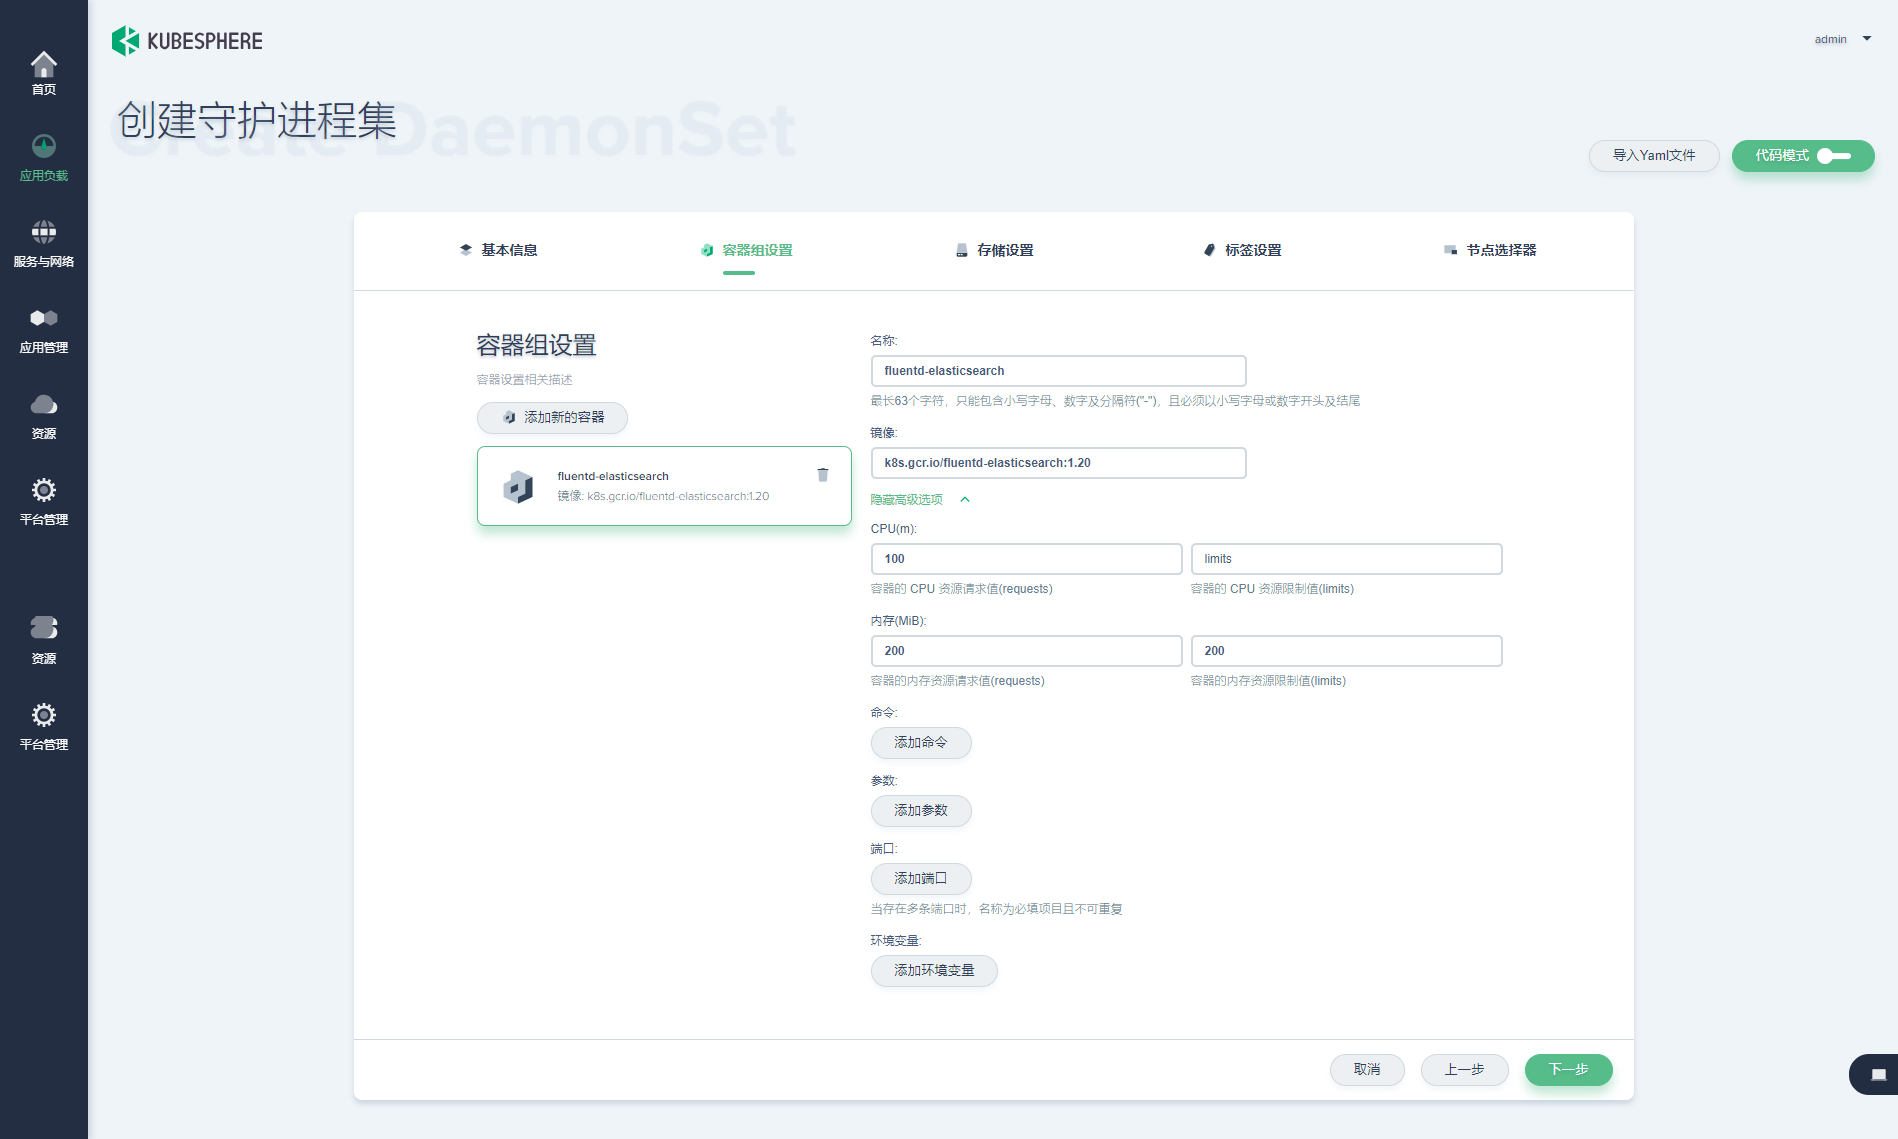 KUBESPHERE
admin
首页
应用负载
服务与网络
应用管理
资源
平台管理
资源
平台管理
创建守护进程集
Create DaemonSet
导入Yaml文件
代码模式
基本信息
容器组设置
存储设置
标签设置
节点选择器
容器组设置
容器设置相关描述
添加新的容器
fluentd-elasticsearch
镜像: k8s.gcr.io/fluentd-elasticsearch:1.20
名称:
fluentd-elasticsearch
最长63个字符，只能包含小写字母、数字及分隔符("-")，且必须以小写字母或数字开头及结尾
镜像:
k8s.gcr.io/fluentd-elasticsearch:1.20
隐藏高级选项
CPU(m):
100
limits
容器的 CPU 资源请求值(requests)
容器的 CPU 资源限制值(limits)
内存(MiB):
200
200
容器的内存资源请求值(requests)
容器的内存资源限制值(limits)
命令:
添加命令
参数:
添加参数
端口:
添加端口
当存在多条端口时，名称为必填项目且不可重复
环境变量:
添加环境变量
取消
上一步
下一步